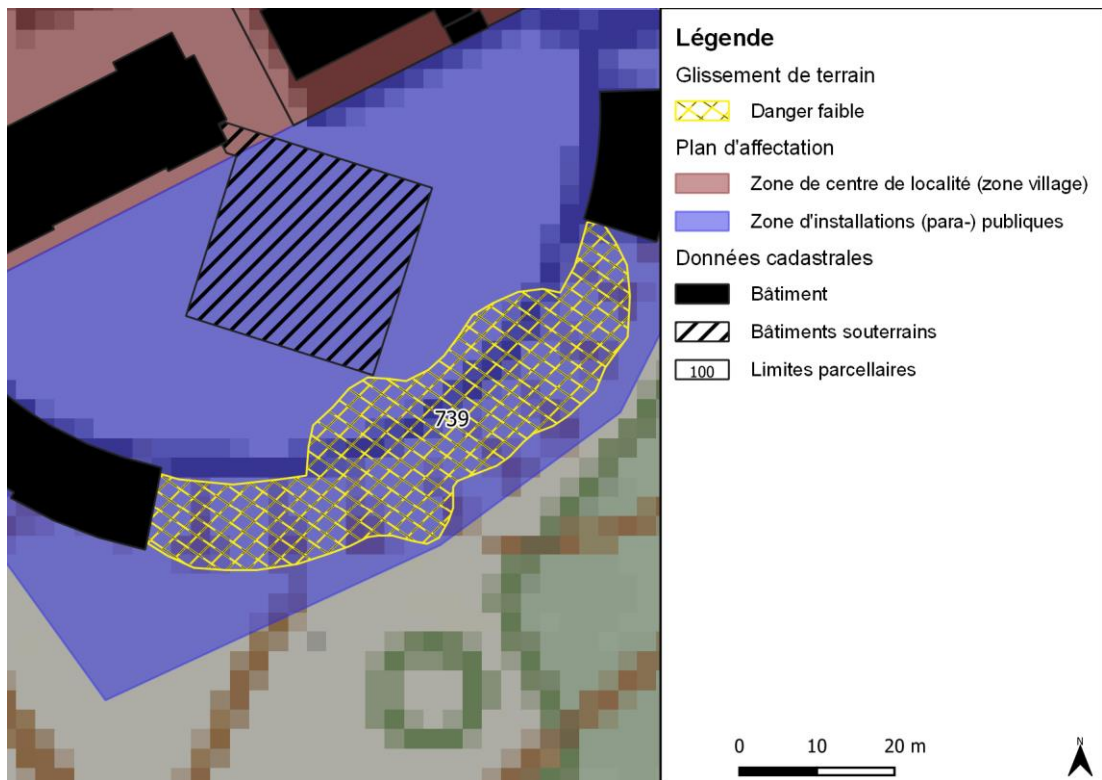 739
Légende
Glissement de terrain
Danger faible
Plan d'affectation
Zone de centre de localité (zone village)
Zone d'installations (para-) publiques
Données cadastrales
Bâtiment
Bâtiments souterrains
100 Limites parcellaires
0 10 20 m
N